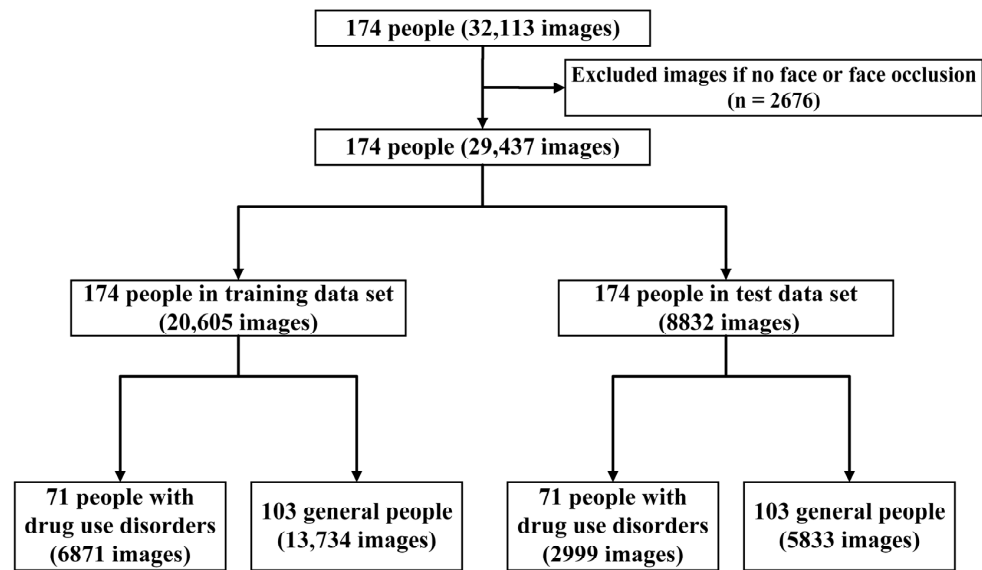 174 people (32,113 images)
Excluded images if no face or face occlusion
(n = 2676)
174 people (29,437 images)
174 people in training data set
(20,605 images)
174 people in test data set
(8832 images)
71 people with
drug use disorders
(6871 images)
103 general people
(13,734 images)
71 people with
drug use disorders
(2999 images)
103 general people
(5833 images)